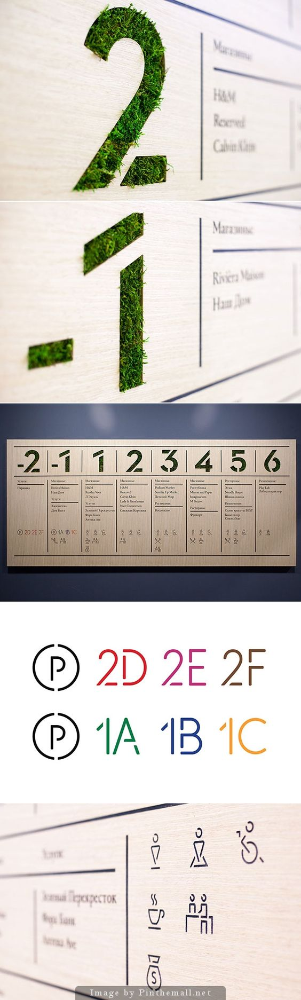 2
Магазины:
H&M
Reserved
Calvin Klein
-1
Магазины:
Rivièra Maison
Наш Дом
-2 -1 1 2 3 4 5 6
Услуги:
Парковка
P 2D 2E 2F
Магазины:
Rivièra Maison
Наш Дом
Услуги:
Химчистка
Дом Быта
P 1A 1B 1C
Магазины:
H&M
Rendez Vous
Л'Этуаль
Услуги
Зеленый Перекресток
Фора Банк
Аптека Ave
Магазины:
H&M
Reserved
Calvin Klein
Lady & Gentleman
Nice Connection
Снежная Королева
Магазины:
Podium Market
Sunday Up Market
Детский Мир
Рестораны:
Bocconcino
Магазины:
Республика
Mamas and Papas
Imaginarium
М Видео
Рестораны:
Фудкорт
Рестораны:
Этаж
Noodle House
Шоколадница
Развлечения:
Салон красоты BEST
Кинотеатр
Cinema Star
Развлечения:
Play Lab
Лаборатория игр
P 2D 2E 2F
P 1A 1B 1C
Услуги:
Зеленый Перекресток
Фора Банк
Аптека Ave
$
Image by Pinthemall.net